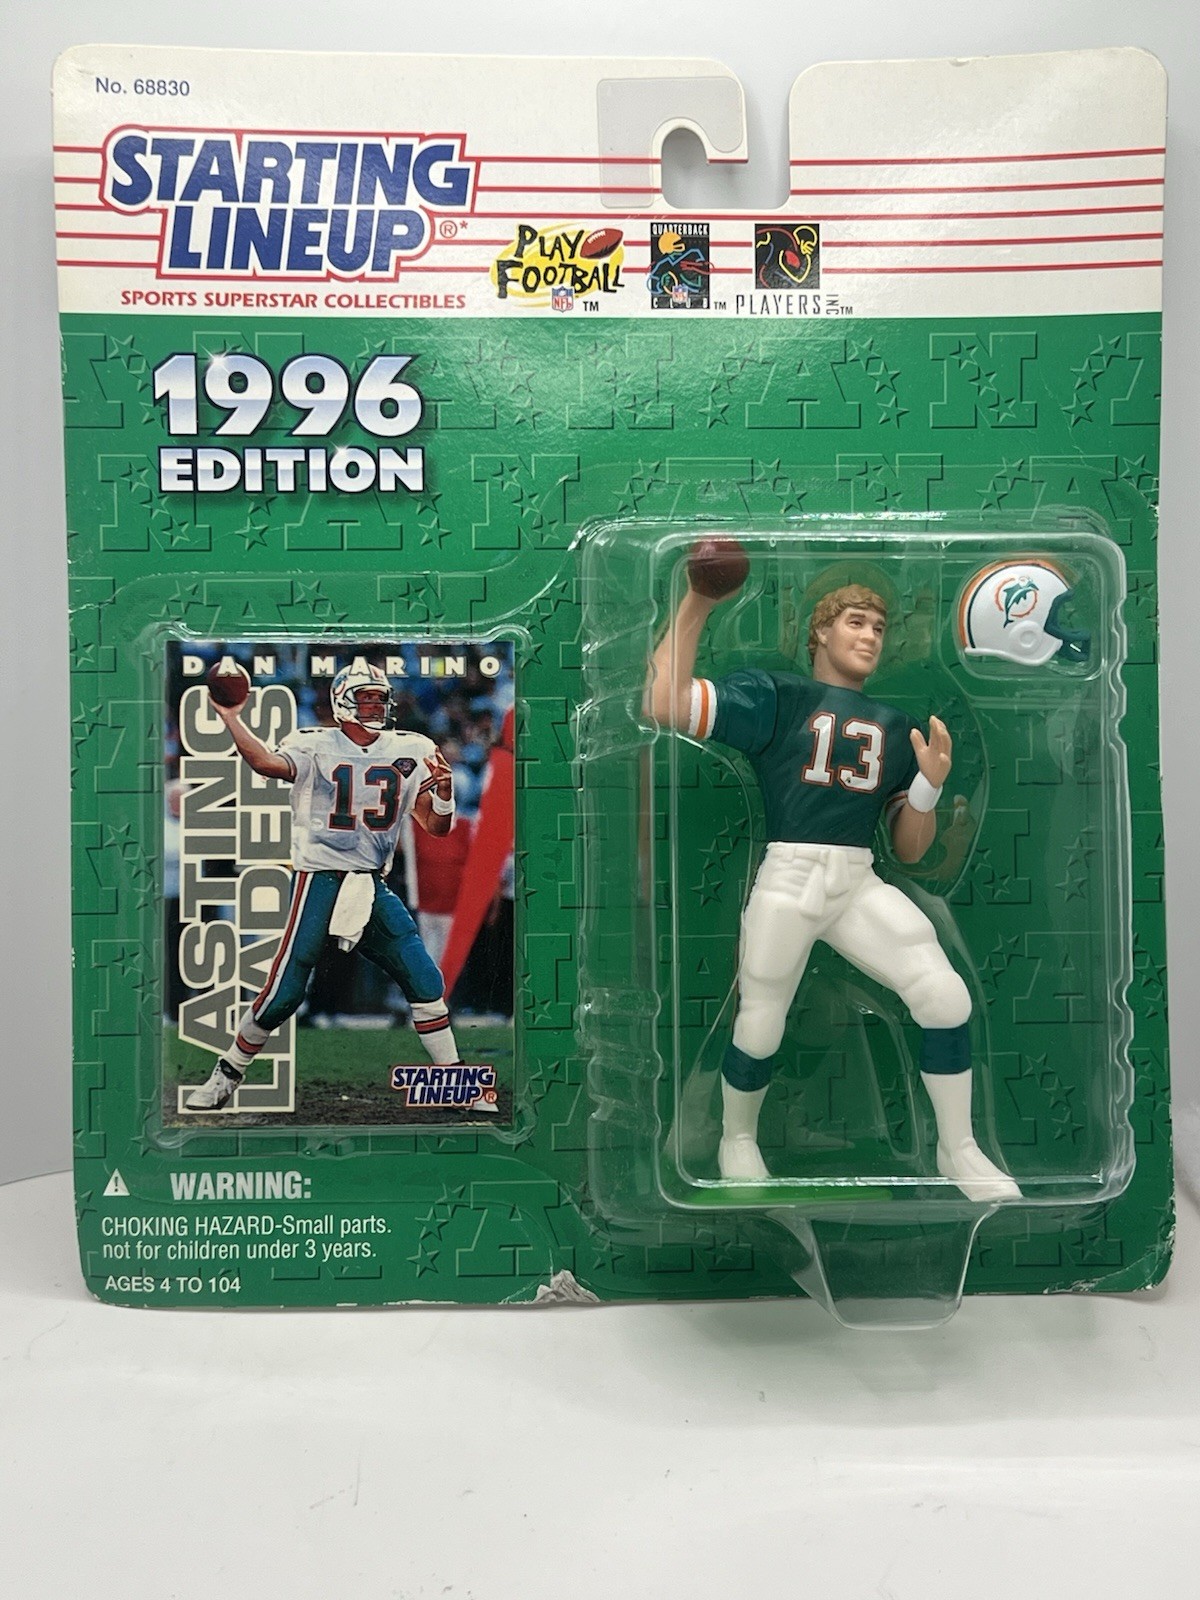 No. 68830
STARTING
LINEUP®*
SPORTS SUPERSTAR COLLECTIBLES
PLAY
FOOTBALL
NFL
TM
QUARTERBACK
CLUB
TM
PLAYERS INC TM
1996
EDITION
DAN MARINO
LASTING
LEADERS
13
STARTING
LINEUP®
13
WARNING:
CHOKING HAZARD-Small parts.
not for children under 3 years.
AGES 4 TO 104